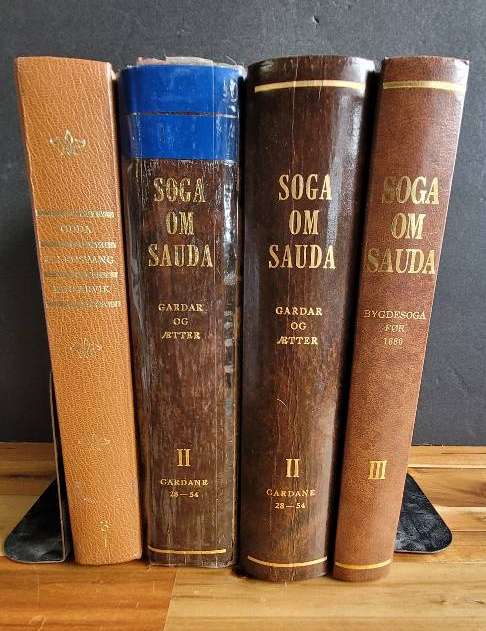 ODDA
SOGA
OM
SAUDA
GARDAR
OG
ÆTTER
II
GARDANE
28—54
SOGA
OM
SAUDA
GARDAR
OG
ÆTTER
II
GARDANE
28—54
SOGA
OM
SAUDA
BYGDESOGA
FØR
1880
III